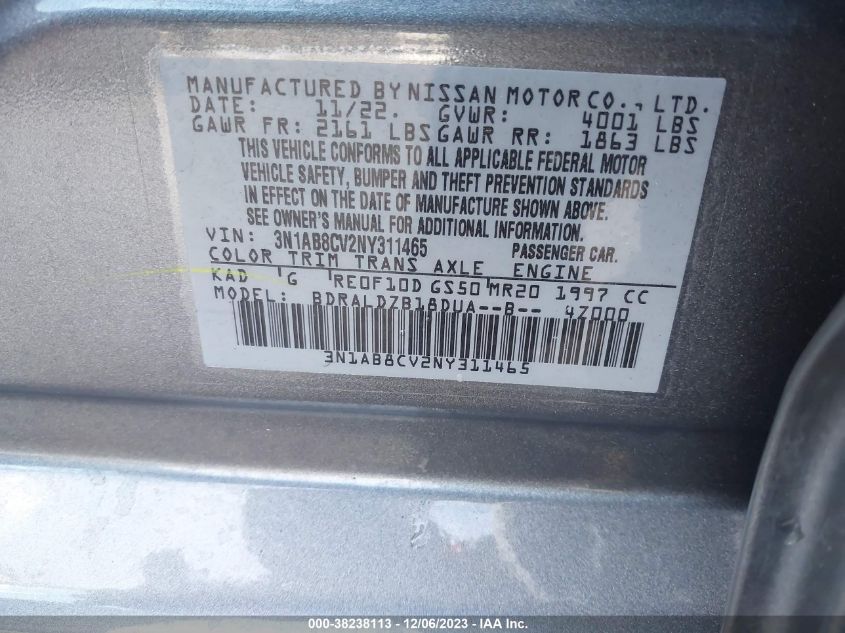 MANUFACTURED BY NISSAN MOTOR CO., LTD.
DATE: 11/22. GVWR: 4001 LBS
GAWR FR: 2161 LBS GAWR RR: 1863 LBS
THIS VEHICLE CONFORMS TO ALL APPLICABLE FEDERAL MOTOR
VEHICLE SAFETY, BUMPER AND THEFT PREVENTION STANDARDS
IN EFFECT ON THE DATE OF MANUFACTURE SHOWN ABOVE.
SEE OWNER'S MANUAL FOR ADDITIONAL INFORMATION.
VIN: 3N1AB8CV2NY311465 PASSENGER CAR.
COLOR TRIM TRANS AXLE ENGINE
KAD G RE0F10D GS50 MR20 1997 CC
MODEL: BDRALDZB18DUA--B-- 4Z000
3N1AB8CV2NY311465
000-38238113 - 12/06/2023 - IAA Inc.